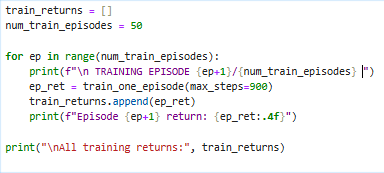 train_returns = []
num_train_episodes = 50

for ep in range(num_train_episodes):
    print(f"\n TRAINING EPISODE {ep+1}/{num_train_episodes} ")
    ep_ret = train_one_episode(max_steps=900)
    train_returns.append(ep_ret)
    print(f"Episode {ep+1} return: {ep_ret:.4f}")

print("\nAll training returns:", train_returns)